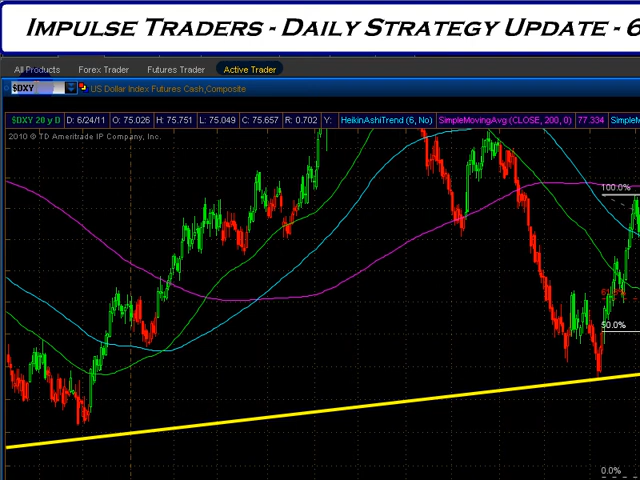 IMPULSE TRADERS - DAILY STRATEGY UPDATE - 6
All Products Forex Trader Futures Trader Active Trader
$DXY US Dollar Index Futures Cash,Composite
$DXY 20 y D D: 6/24/11 O: 75.026 H: 75.751 L: 75.049 C: 75.657 R: 0.702 Y: HeikinAshiTrend (6, No) SimpleMovingAvg (CLOSE, 200, 0) 77.334 SimpleM
2010 © TD Ameritrade IP Company, Inc.
100.0%
50.0%
0.0%